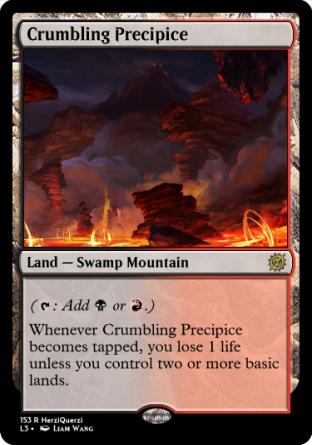 Crumbling Precipice
Land — Swamp Mountain
(T: Add B or R.)
Whenever Crumbling Precipice
becomes tapped, you lose 1 life
unless you control two or more basic
lands.
153 R HerziQuerzi
L3 • Liam Wang